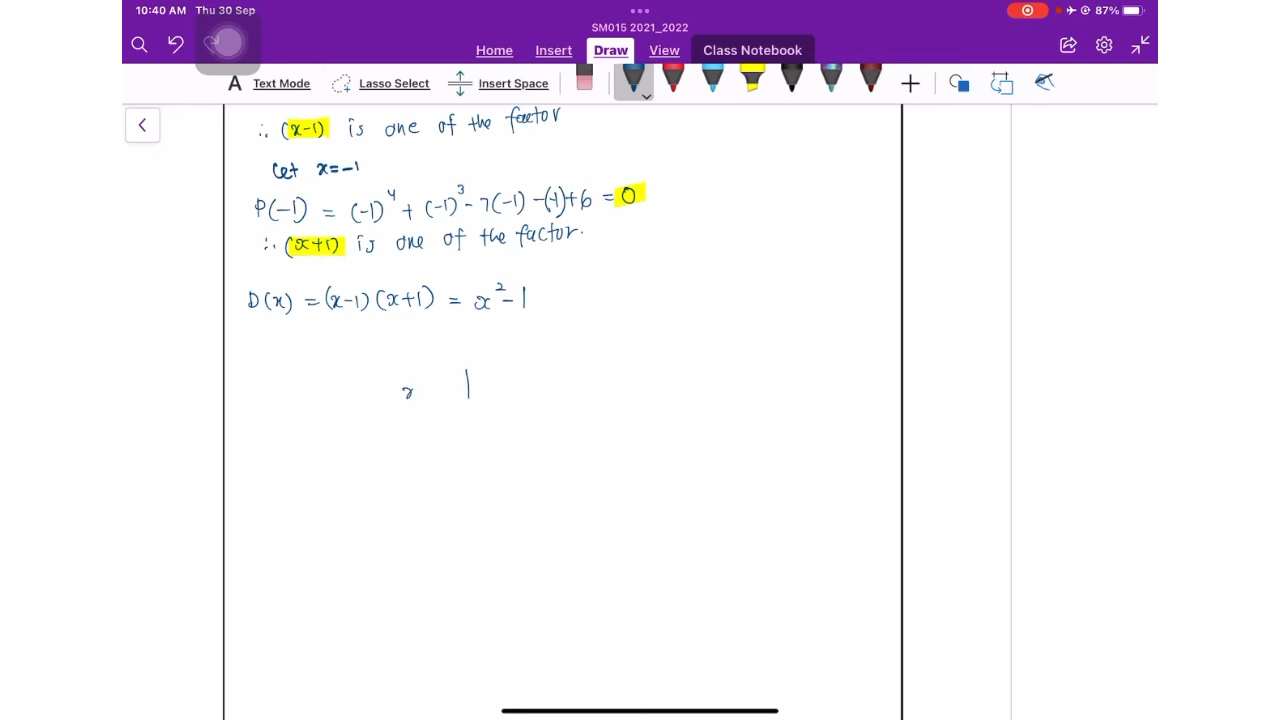 10:40 AM Thu 30 Sep
87%
SM015 2021_2022
Home Insert Draw View Class Notebook
A Text Mode Lasso Select Insert Space
∴ (x-1) is one of the factor
Let x=-1
P(-1) = (-1)⁴ + (-1)³ - 7(-1) - (-1) + 6 = 0
∴ (x+1) is one of the factor.
D(x) = (x-1)(x+1) = x² - 1